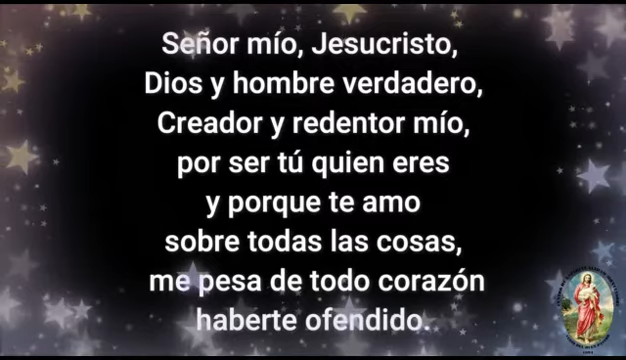 Señor mío, Jesucristo,
Dios y hombre verdadero,
Creador y redentor mío,
por ser tú quien eres
y porque te amo
sobre todas las cosas,
me pesa de todo corazón
haberte ofendido.